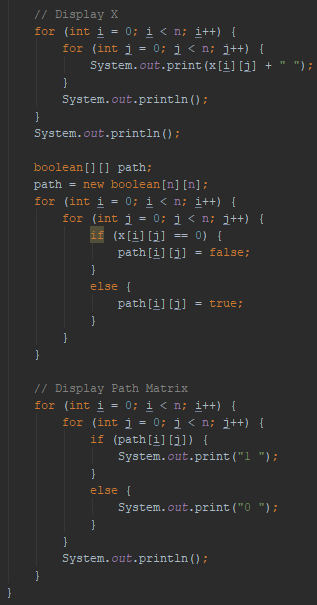 // Display X
    for (int i = 0; i < n; i++) {
        for (int j = 0; j < n; j++) {
            System.out.print(x[i][j] + " ");
        }
        System.out.println();
    }
    System.out.println();

    boolean[][] path;
    path = new boolean[n][n];
    for (int i = 0; i < n; i++) {
        for (int j = 0; j < n; j++) {
            if (x[i][j] == 0) {
                path[i][j] = false;
            }
            else {
                path[i][j] = true;
            }
        }
    }

    // Display Path Matrix
    for (int i = 0; i < n; i++) {
        for (int j = 0; j < n; j++) {
            if (path[i][j]) {
                System.out.print("1 ");
            }
            else {
                System.out.print("0 ");
            }
        }
        System.out.println();
    }
}